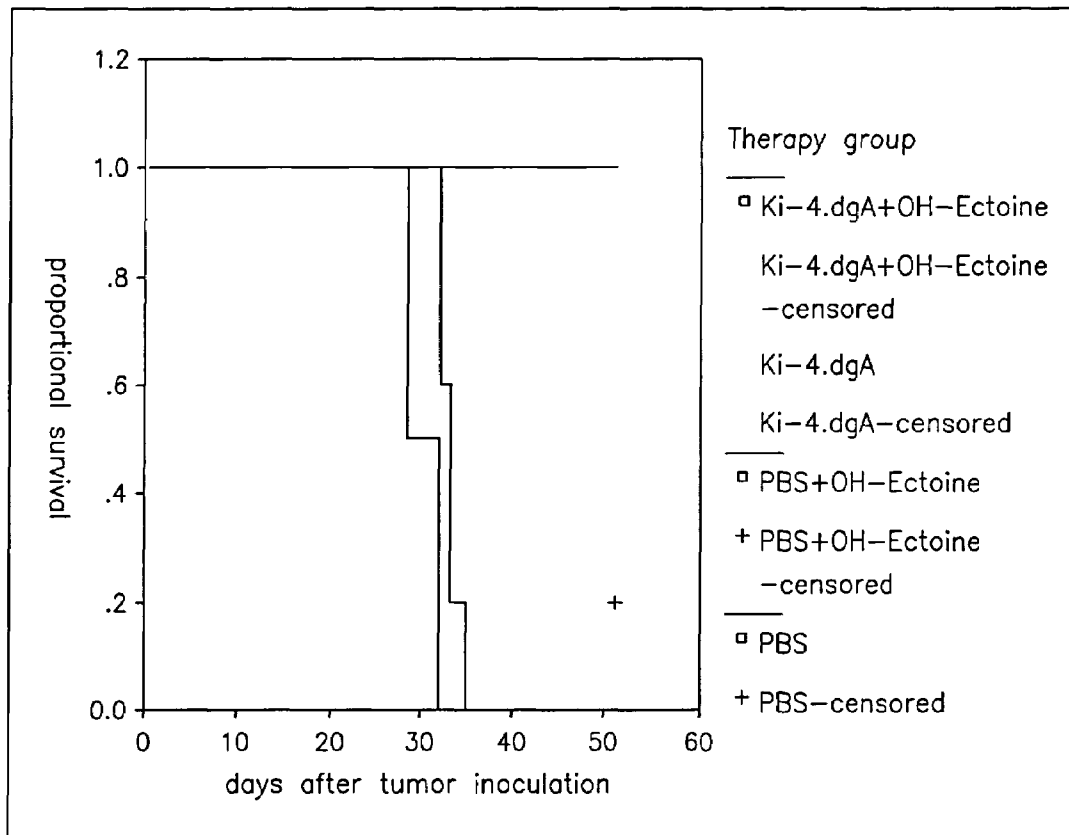 1.2
1.0
.8
.6
.4
.2
0.0
proportional survival
0 10 20 30 40 50 60
days after tumor inoculation
Therapy group
Ki-4.dgA+OH-Ectoine
Ki-4.dgA+OH-Ectoine
-censored
Ki-4.dgA
Ki-4.dgA-censored
PBS+OH-Ectoine
+ PBS+OH-Ectoine
-censored
PBS
+ PBS-censored